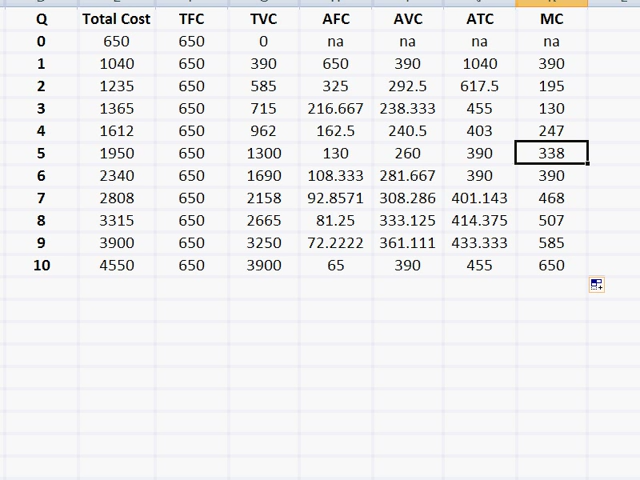 Q Total Cost TFC TVC AFC AVC ATC MC
0 650 650 0 na na na na
1 1040 650 390 650 390 1040 390
2 1235 650 585 325 292.5 617.5 195
3 1365 650 715 216.667 238.333 455 130
4 1612 650 962 162.5 240.5 403 247
5 1950 650 1300 130 260 390 338
6 2340 650 1690 108.333 281.667 390 390
7 2808 650 2158 92.8571 308.286 401.143 468
8 3315 650 2665 81.25 333.125 414.375 507
9 3900 650 3250 72.2222 361.111 433.333 585
10 4550 650 3900 65 390 455 650